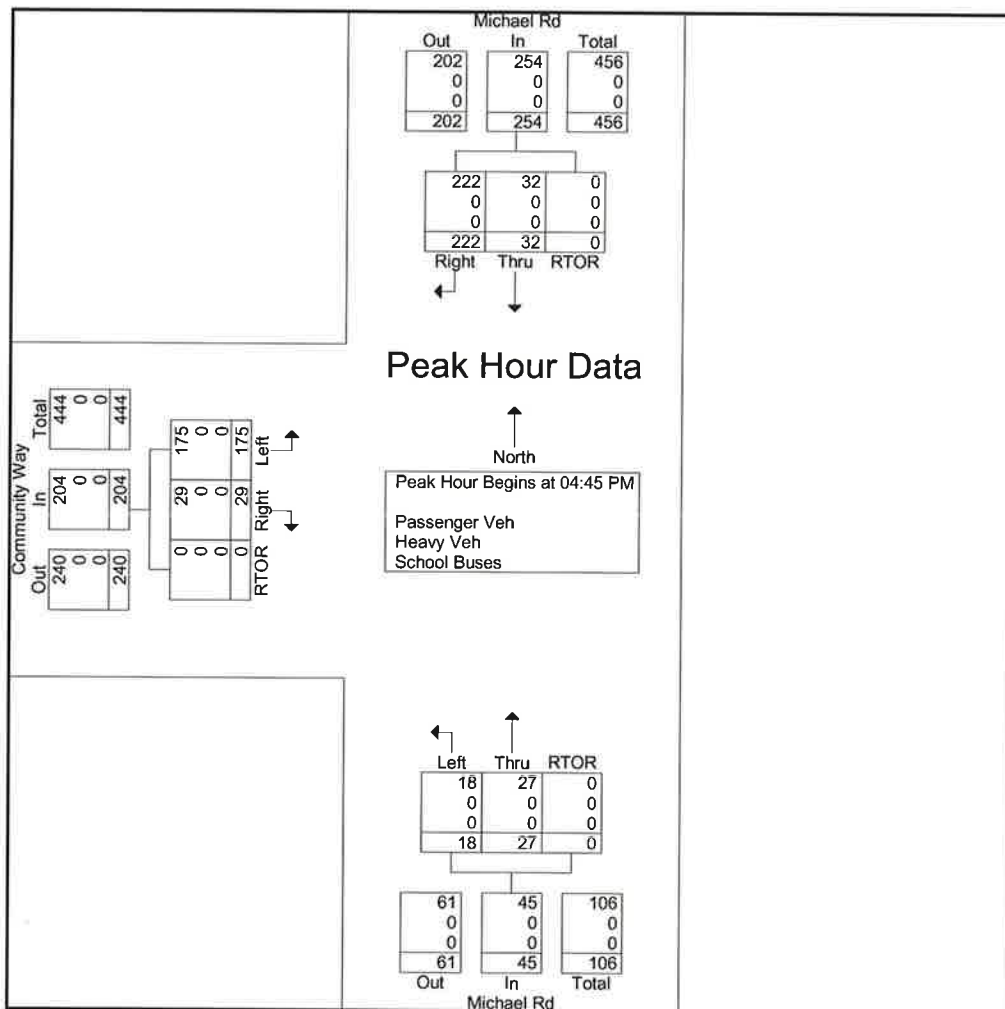 Michael Rd
Out In Total
202 254 456
0 0 0
0 0 0
202 254 456
222 32 0
0 0 0
0 0 0
222 32 0
Right Thru RTOR
Peak Hour Data
North
Peak Hour Begins at 04:45 PM
Passenger Veh
Heavy Veh
School Buses
Community Way
Out In Total
240 204 444
0 0 0
0 0 0
240 204 444
RTOR Right Left
0 29 175
0 0 0
0 0 0
0 29 175
Left Thru RTOR
18 27 0
0 0 0
0 0 0
18 27 0
61 45 106
0 0 0
0 0 0
61 45 106
Out In Total
Michael Rd